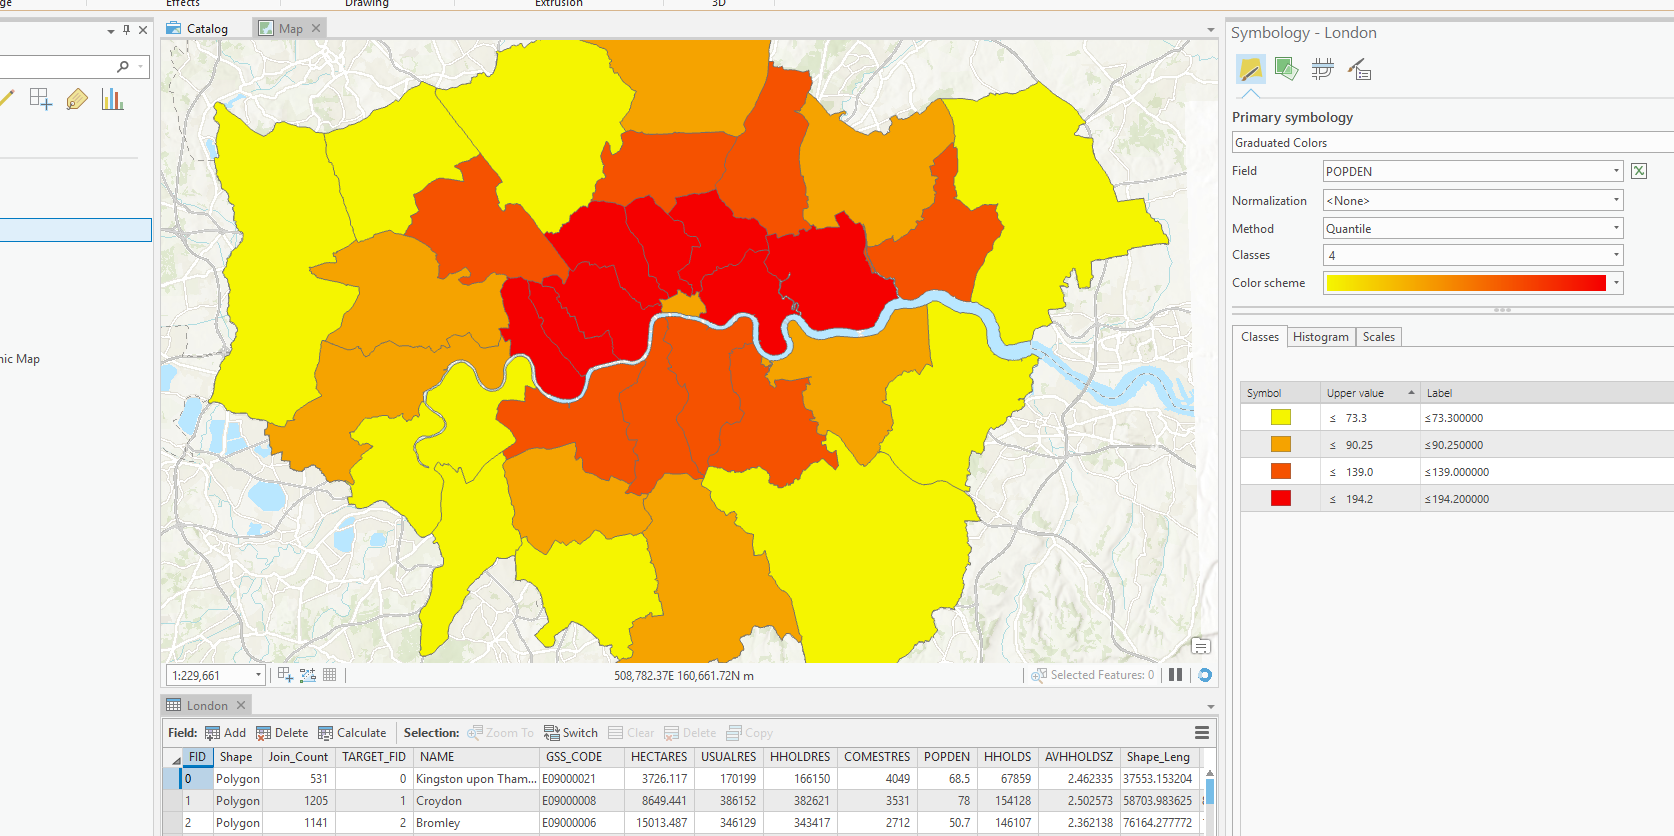 Effects Drawing Extrusion 3D
Catalog Map
Symbology - London
Primary symbology
Graduated Colors
Field POPDEN
Normalization <None>
Method Quantile
Classes 4
Color scheme
Classes Histogram Scales
Symbol Upper value Label
≤ 73.3 ≤73.300000
≤ 90.25 ≤90.250000
≤ 139.0 ≤139.000000
≤ 194.2 ≤194.200000
nic Map
1:229,661 508,782.37E 160,661.72N m Selected Features: 0
London
Field: Add Delete Calculate Selection: Zoom To Switch Clear Delete Copy
FID Shape Join_Count TARGET_FID NAME GSS_CODE HECTARES USUALRES HHOLDRES COMESTRES POPDEN HHOLDS AVHHOLDSZ Shape_Leng
0 Polygon 531 0 Kingston upon Tham... E09000021 3726.117 170199 166150 4049 68.5 67859 2.462335 37553.153204
1 Polygon 1205 1 Croydon E09000008 8649.441 386152 382621 3531 78 154128 2.502573 58703.983625
2 Polygon 1141 2 Bromley E09000006 15013.487 346129 343417 2712 50.7 146107 2.362138 76164.277772